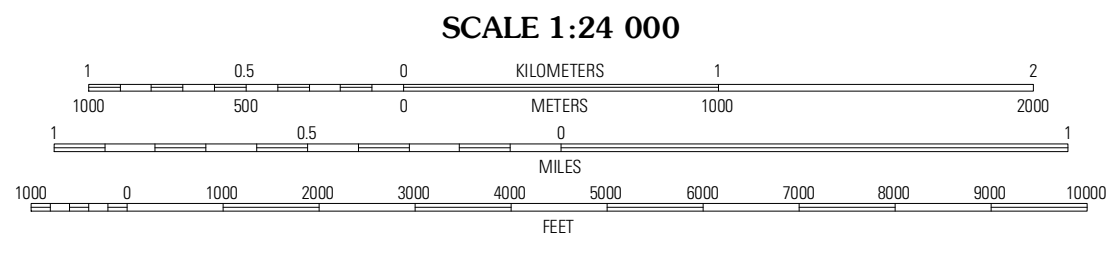 SCALE 1:24 000
1 0.5 0 KILOMETERS 1 2
1000 500 0 METERS 1000 2000
1 0.5 0 1
MILES
1000 0 1000 2000 3000 4000 5000 6000 7000 8000 9000 10000
FEET